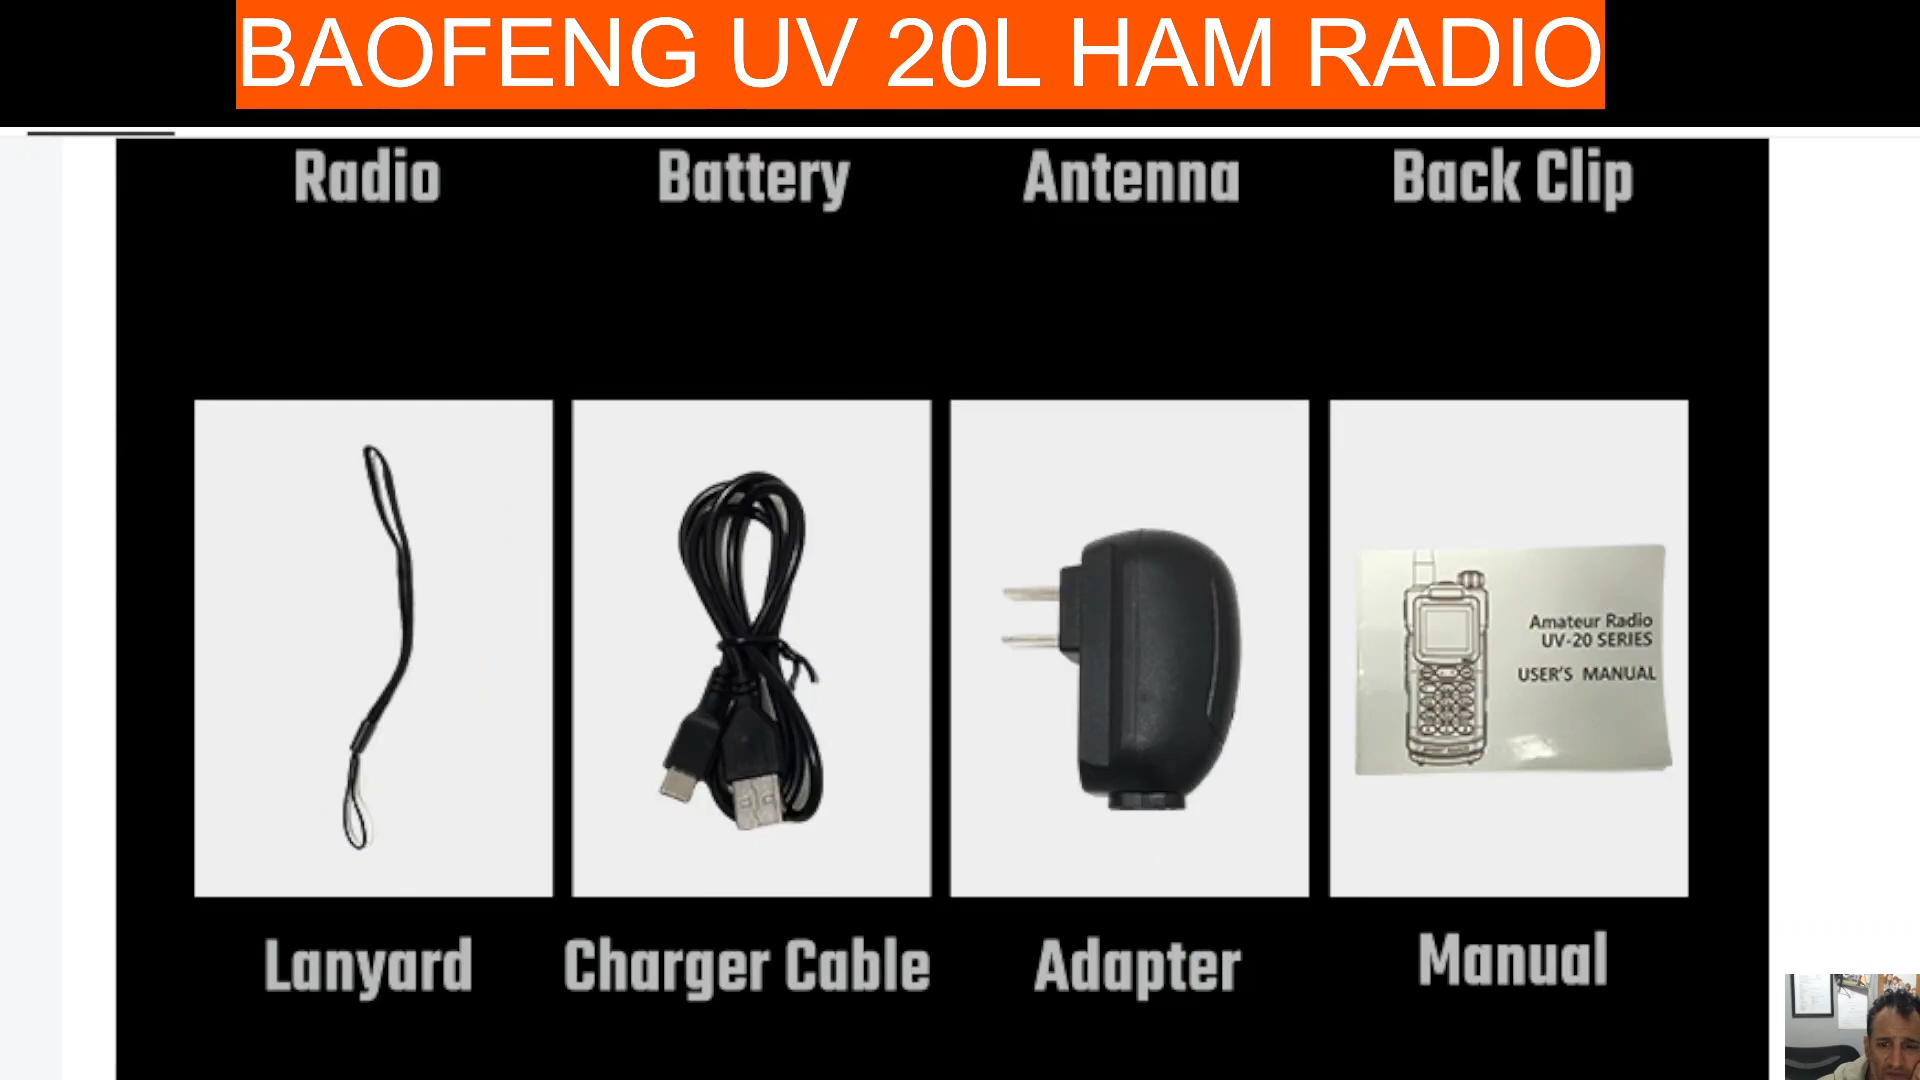 BAOFENG UV 20L HAM RADIO
Radio Battery Antenna Back Clip
Amateur Radio
UV-20 SERIES
USER'S MANUAL
Lanyard Charger Cable Adapter Manual